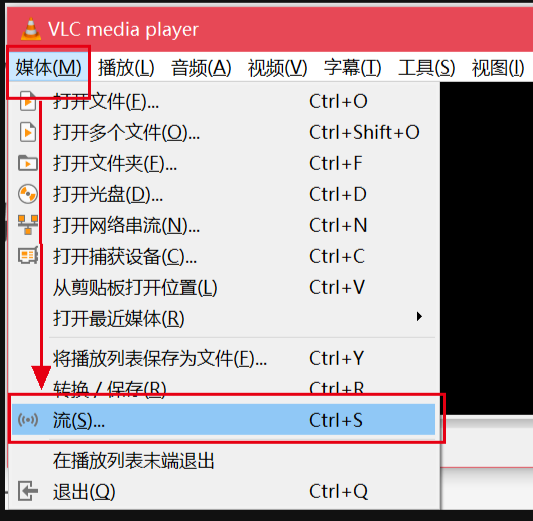 VLC media player
媒体(M) 播放(L) 音频(A) 视频(V) 字幕(T) 工具(S) 视图(I)
打开文件(F)... Ctrl+O
打开多个文件(O)... Ctrl+Shift+O
打开文件夹(F)... Ctrl+F
打开光盘(D)... Ctrl+D
打开网络串流(N)... Ctrl+N
打开捕获设备(C)... Ctrl+C
从剪贴板打开位置(L) Ctrl+V
打开最近媒体(R)
将播放列表保存为文件(F)... Ctrl+Y
转换 / 保存(R) Ctrl+R
流(S)... Ctrl+S
在播放列表末端退出
退出(Q) Ctrl+Q